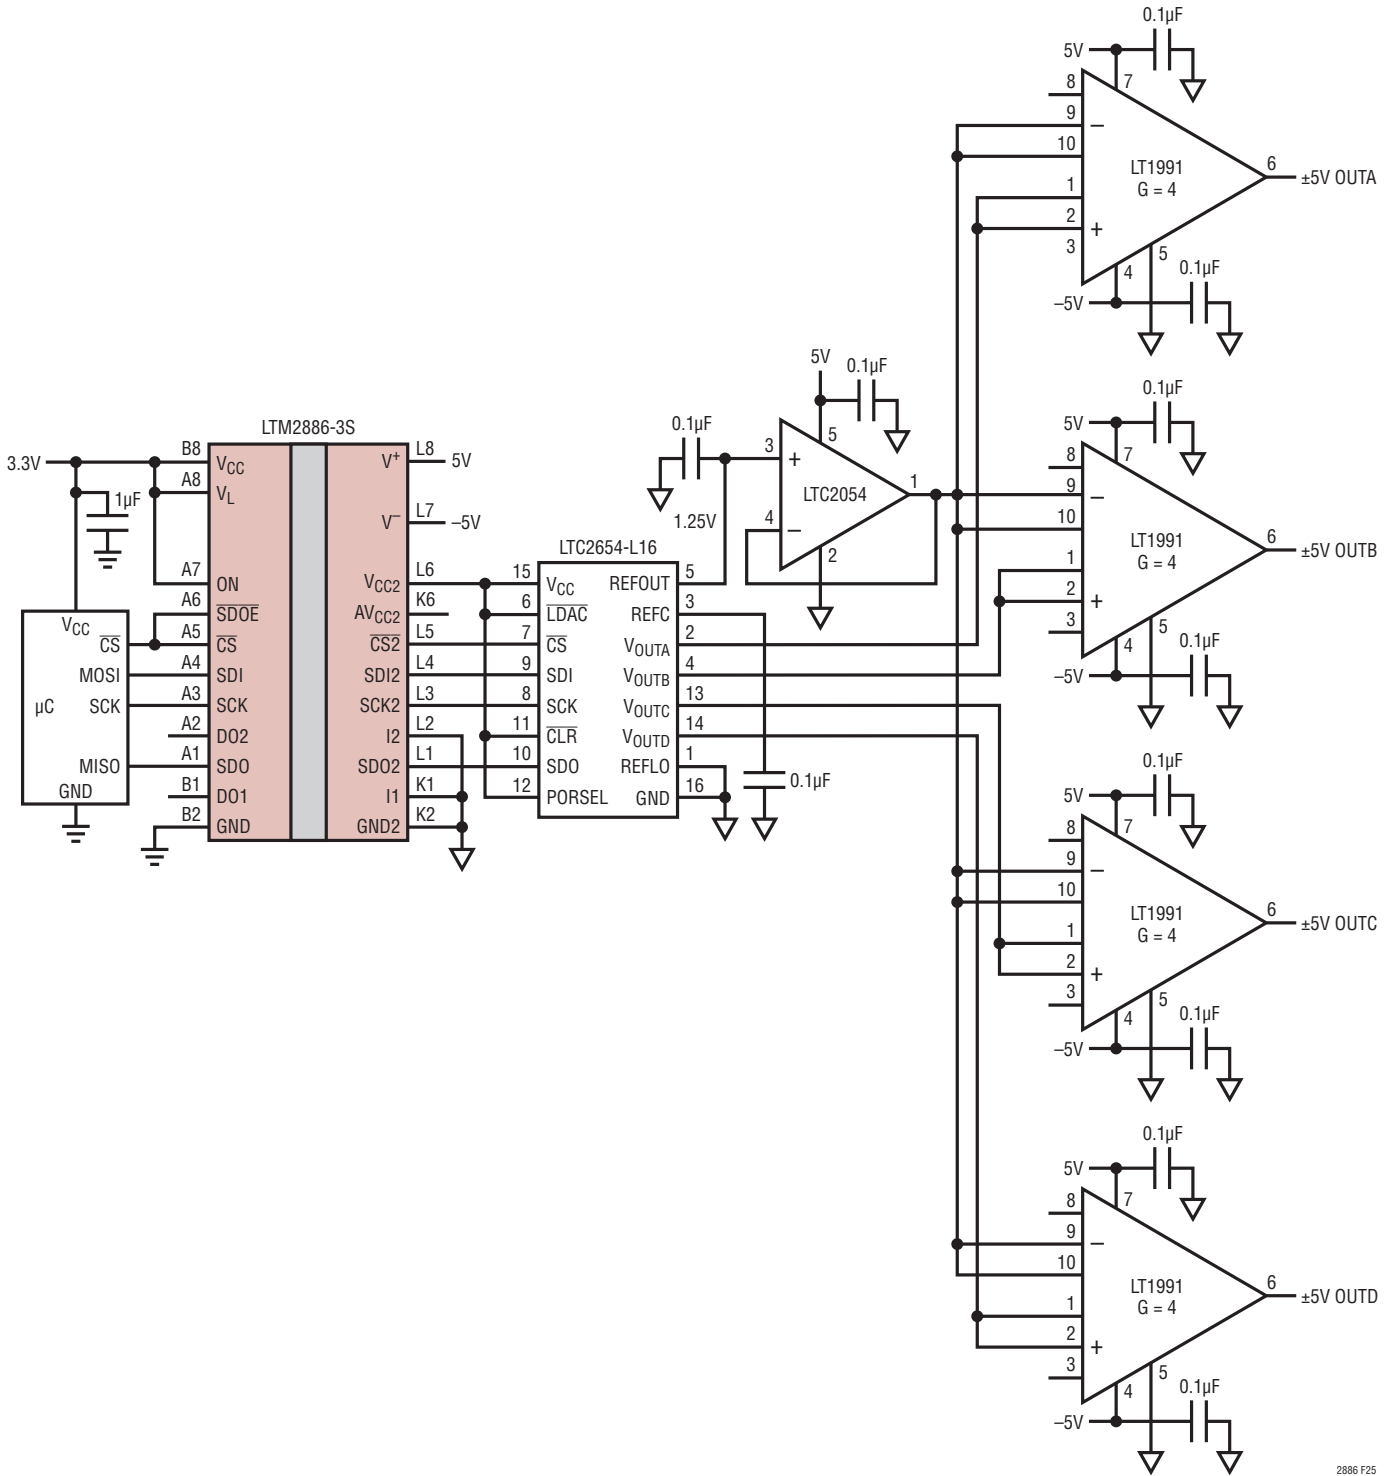 0.1µF
5V
7
8
9
–
10
LT1991
G = 4
6
±5V OUTA
1
2
+
3
5
4
0.1µF
–5V
5V
0.1µF
5
0.1µF
3
+
LTC2054
1
1.25V
4
–
2
0.1µF
5V
7
8
9
–
10
LT1991
G = 4
6
±5V OUTB
1
2
+
3
5
4
0.1µF
–5V
LTM2886-3S
3.3V
1µF
B8
VCC
A8
VL
A7
ON
A6
SDOE
A5
CS
A4
SDI
A3
SCK
A2
DO2
A1
SDO
B1
DO1
B2
GND
VCC
CS
MOSI
µC
SCK
MISO
GND
V+
L8
5V
V–
L7
–5V
VCC2
L6
AVCC2
K6
CS2
L5
SDI2
L4
SCK2
L3
I2
L2
SDO2
L1
I1
K1
GND2
K2
LTC2654-L16
15
VCC
6
LDAC
7
CS
9
SDI
8
SCK
11
CLR
10
SDO
12
PORSEL
REFOUT
5
REFC
3
VOUTA
2
VOUTB
4
VOUTC
13
VOUTD
14
REFLO
1
GND
16
0.1µF
0.1µF
5V
7
8
9
–
10
LT1991
G = 4
6
±5V OUTC
1
2
+
3
5
4
0.1µF
–5V
0.1µF
5V
7
8
9
–
10
LT1991
G = 4
6
±5V OUTD
1
2
+
3
5
4
0.1µF
–5V
2886 F25